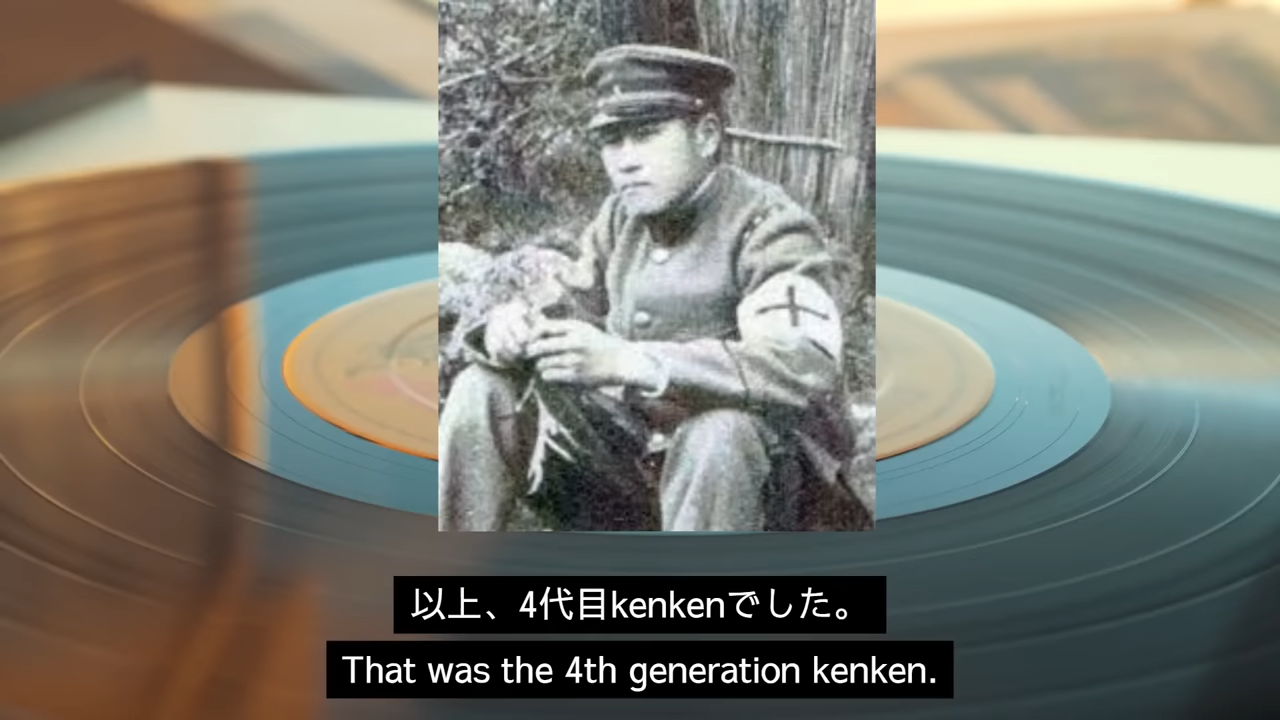 以上、4代目kenkenでした。
That was the 4th generation kenken.